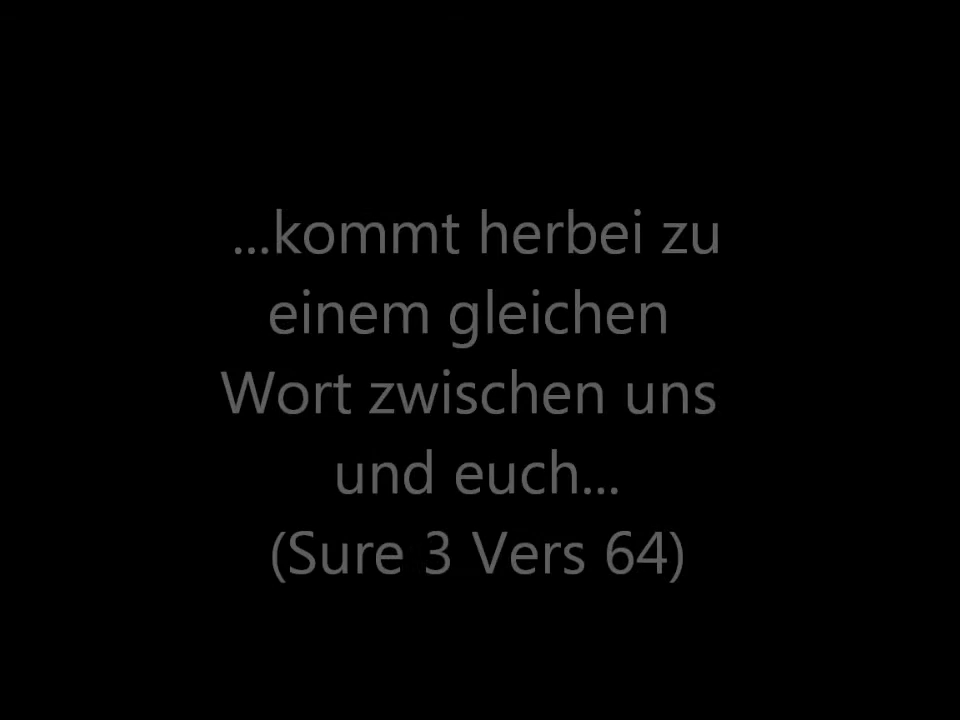 ...kommt herbei zu
einem gleichen
Wort zwischen uns
und euch...
(Sure 3 Vers 64)